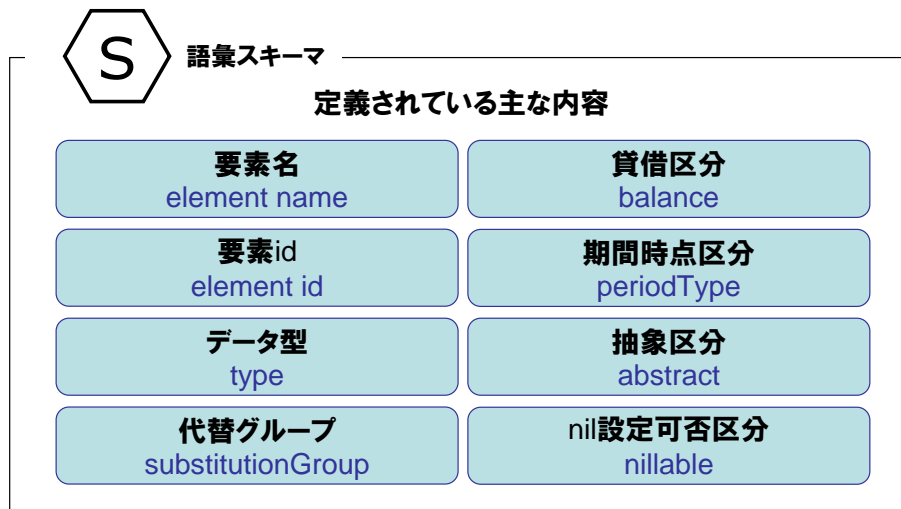 S
語彙スキーマ
定義されている主な内容
要素名
element name
貸借区分
balance
要素id
element id
期間時点区分
periodType
データ型
type
抽象区分
abstract
代替グループ
substitutionGroup
nil設定可否区分
nillable